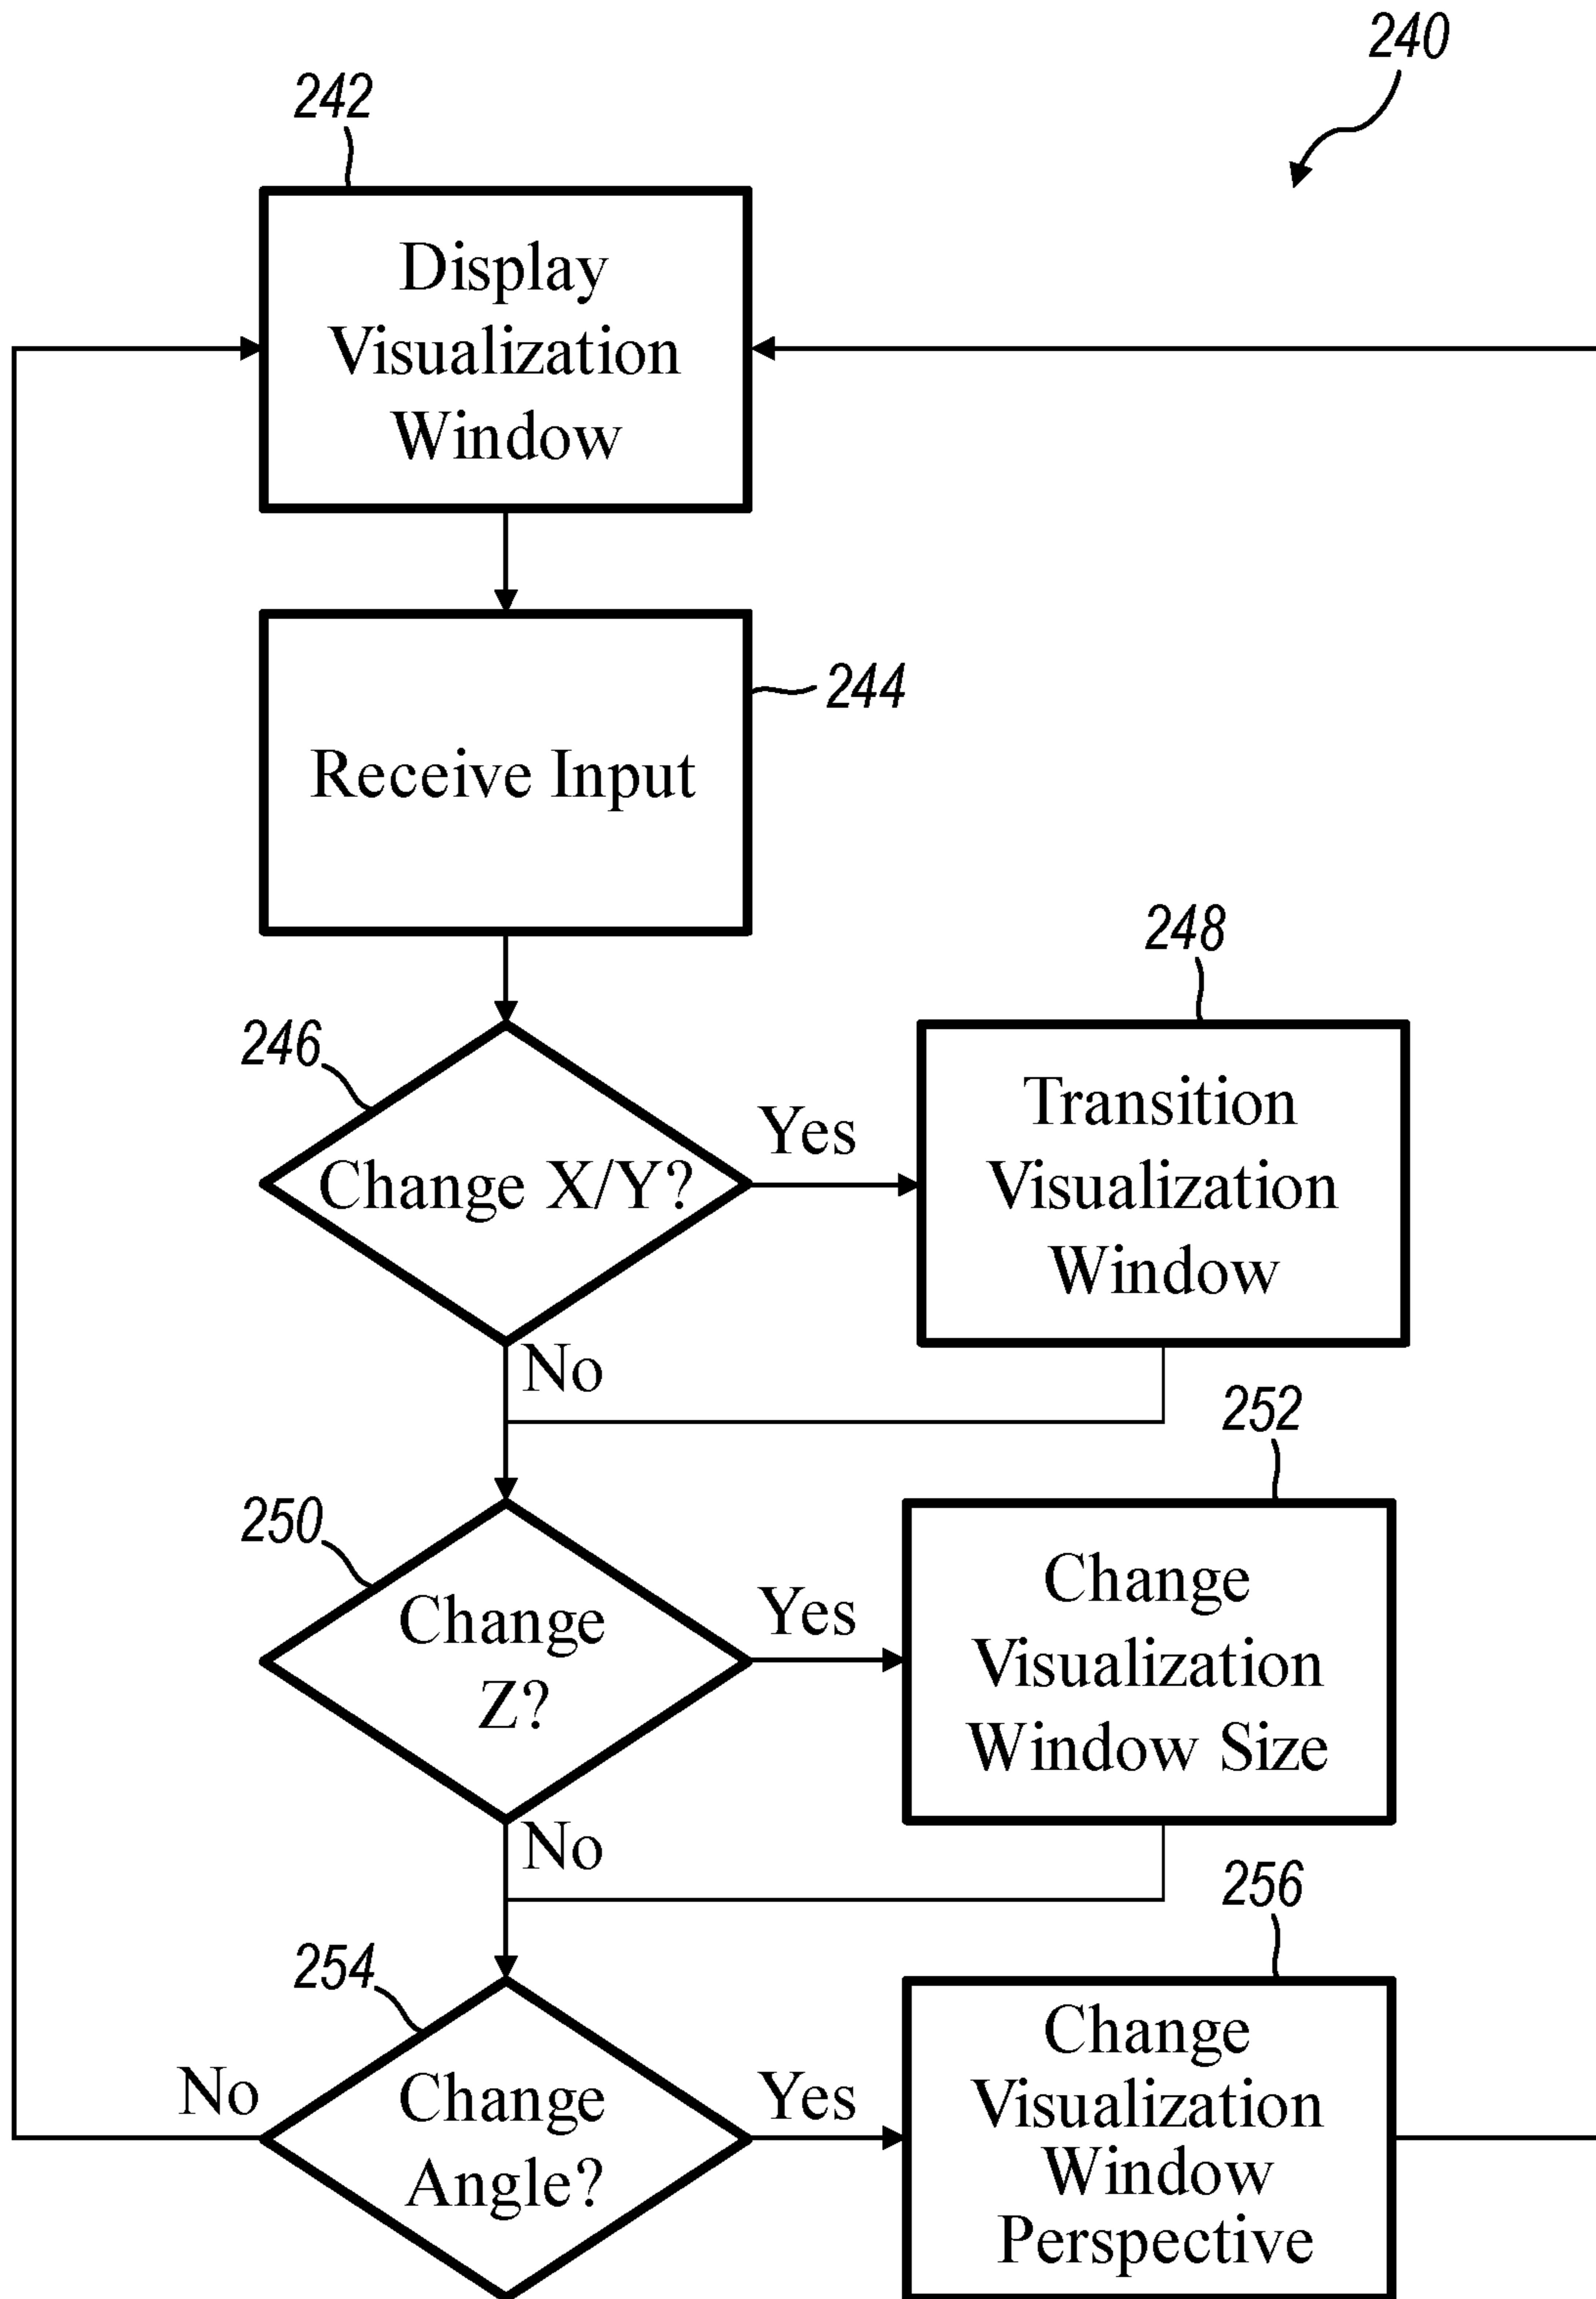 240
242
Display
Visualization
Window
244
Receive Input
246
Change X/Y?
Yes
248
Transition
Visualization
Window
No
250
Change
Z?
Yes
252
Change
Visualization
Window Size
No
254
Change
Angle?
No
Yes
256
Change
Visualization
Window
Perspective